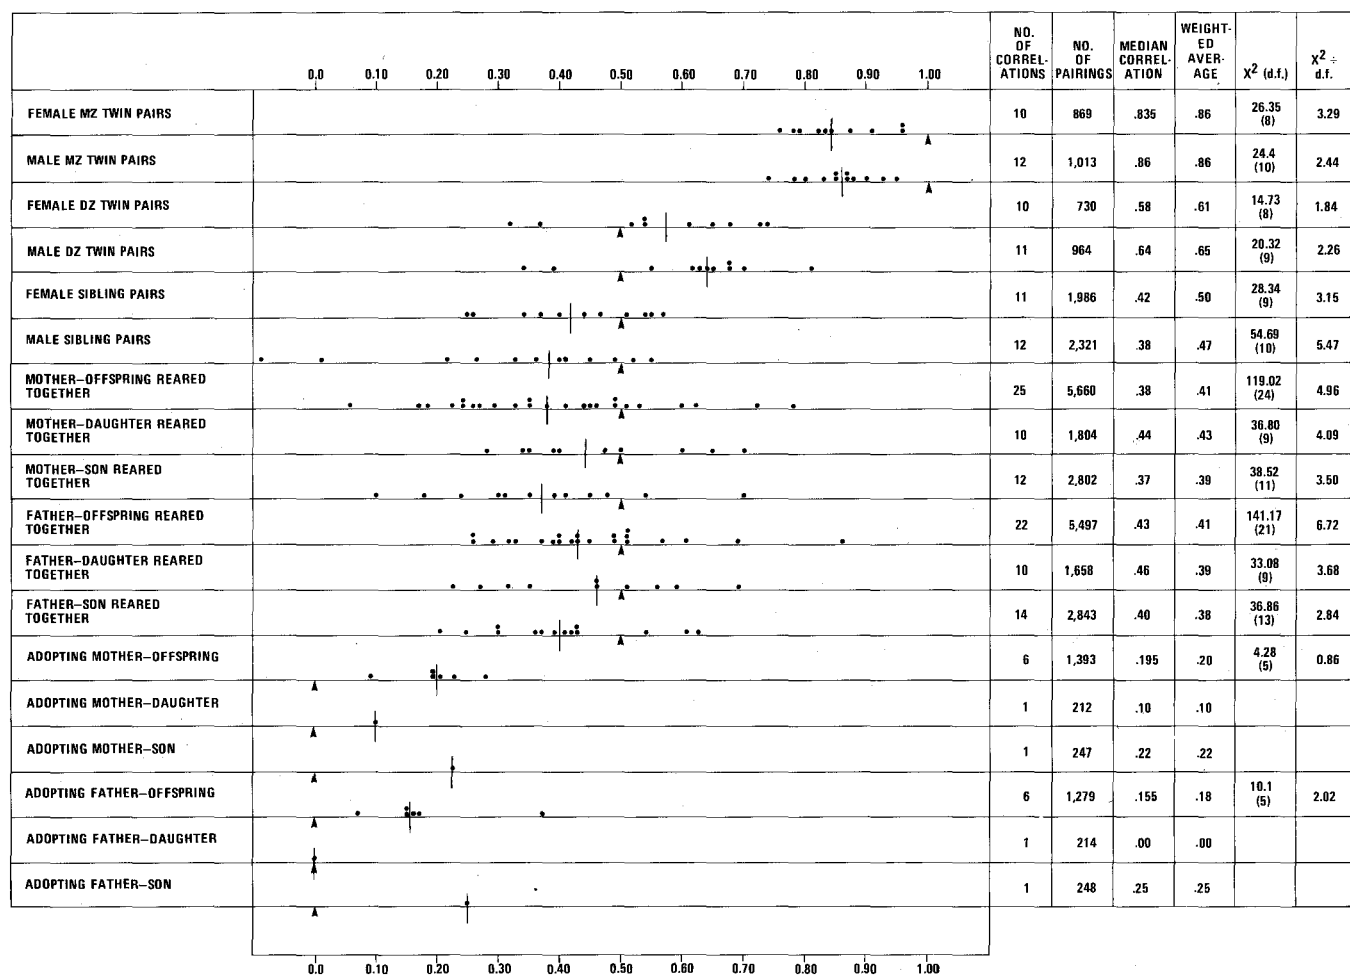 NO. OF CORREL- ATIONS
NO. OF PAIRINGS
MEDIAN CORREL- ATION
WEIGHT- ED AVER- AGE
X² (d.f.)
X² ÷ d.f.
0.0 0.10 0.20 0.30 0.40 0.50 0.60 0.70 0.80 0.90 1.00
FEMALE MZ TWIN PAIRS 10 869 .835 .86 26.35 (8) 3.29
MALE MZ TWIN PAIRS 12 1,013 .86 .86 24.4 (10) 2.44
FEMALE DZ TWIN PAIRS 10 730 .58 .61 14.73 (8) 1.84
MALE DZ TWIN PAIRS 11 964 .64 .65 20.32 (9) 2.26
FEMALE SIBLING PAIRS 11 1,986 .42 .50 28.34 (9) 3.15
MALE SIBLING PAIRS 12 2,321 .38 .47 54.69 (10) 5.47
MOTHER–OFFSPRING REARED TOGETHER 25 5,660 .38 .41 119.02 (24) 4.96
MOTHER–DAUGHTER REARED TOGETHER 10 1,804 .44 .43 36.80 (9) 4.09
MOTHER–SON REARED TOGETHER 12 2,802 .37 .39 38.52 (11) 3.50
FATHER–OFFSPRING REARED TOGETHER 22 5,497 .43 .41 141.17 (21) 6.72
FATHER–DAUGHTER REARED TOGETHER 10 1,658 .46 .39 33.08 (9) 3.68
FATHER–SON REARED TOGETHER 14 2,843 .40 .38 36.86 (13) 2.84
ADOPTING MOTHER–OFFSPRING 6 1,393 .195 .20 4.28 (5) 0.86
ADOPTING MOTHER–DAUGHTER 1 212 .10 .10
ADOPTING MOTHER–SON 1 247 .22 .22
ADOPTING FATHER–OFFSPRING 6 1,279 .155 .18 10.1 (5) 2.02
ADOPTING FATHER–DAUGHTER 1 214 .00 .00
ADOPTING FATHER–SON 1 248 .25 .25
0.0 0.10 0.20 0.30 0.40 0.50 0.60 0.70 0.80 0.90 1.00